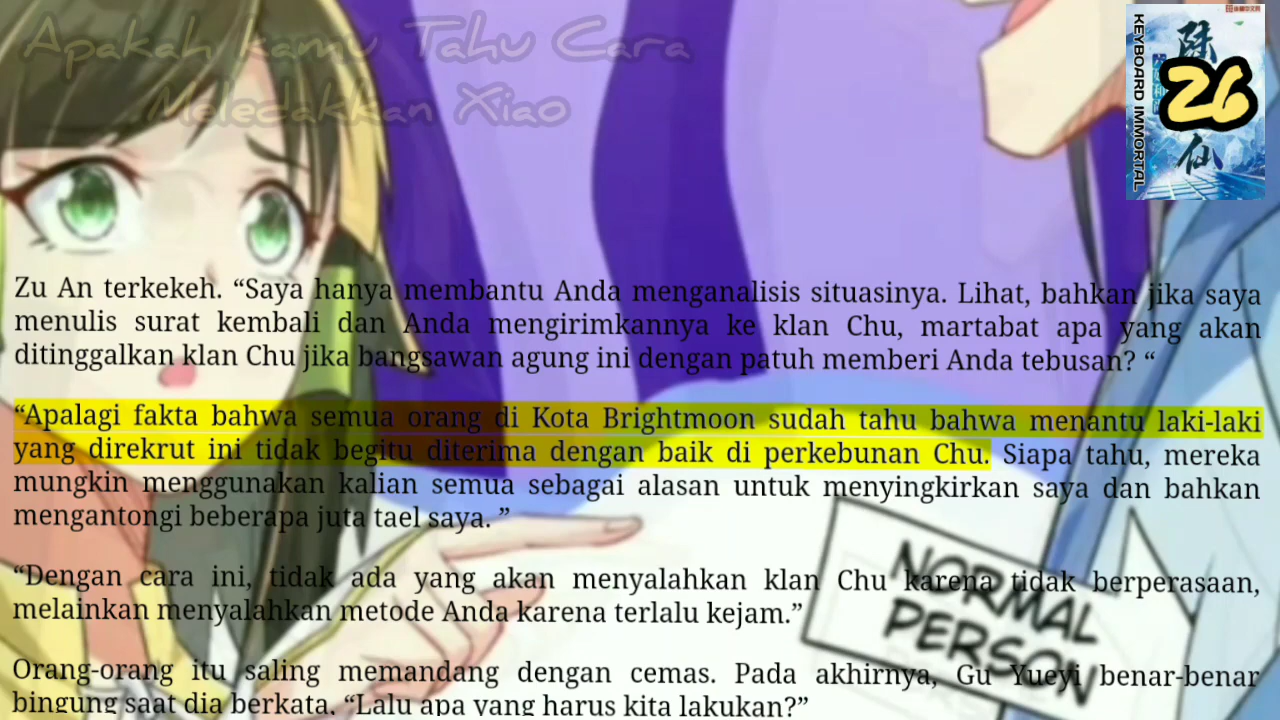 Apakah Kamu Tahu Cara
Meledakkan Xiao
KEYBOARD IMMORTAL
26
仙
Zu An terkekeh. “Saya hanya membantu Anda menganalisis situasinya. Lihat, bahkan jika saya
menulis surat kembali dan Anda mengirimkannya ke klan Chu, martabat apa yang akan
ditinggalkan klan Chu jika bangsawan agung ini dengan patuh memberi Anda tebusan? “
“Apalagi fakta bahwa semua orang di Kota Brightmoon sudah tahu bahwa menantu laki-laki
yang direkrut ini tidak begitu diterima dengan baik di perkebunan Chu. Siapa tahu, mereka
mungkin menggunakan kalian semua sebagai alasan untuk menyingkirkan saya dan bahkan
mengantongi beberapa juta tael saya. ”
“Dengan cara ini, tidak ada yang akan menyalahkan klan Chu karena tidak berperasaan,
melainkan menyalahkan metode Anda karena terlalu kejam.”
NORMAL
PERSON
Orang-orang itu saling memandang dengan cemas. Pada akhirnya, Gu Yueyi benar-benar
bingung saat dia berkata, “Lalu apa yang harus kita lakukan?”